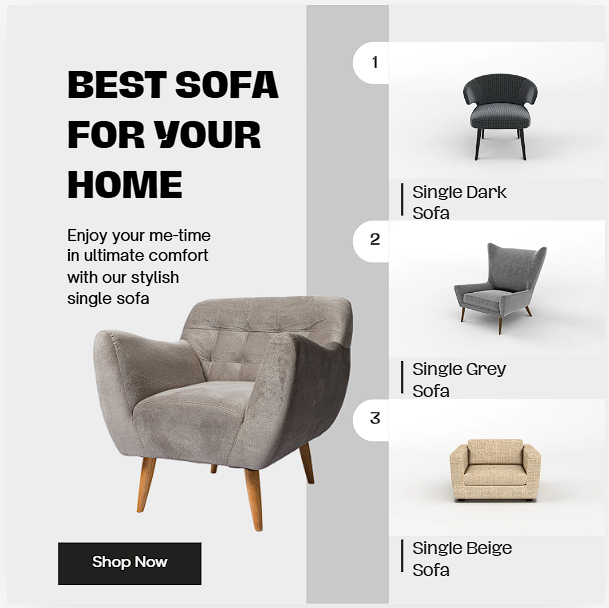 BEST SOFA
FOR YOUR
HOME
Enjoy your me-time
in ultimate comfort
with our stylish
single sofa
Shop Now
1
Single Dark
Sofa
2
Single Grey
Sofa
3
Single Beige
Sofa